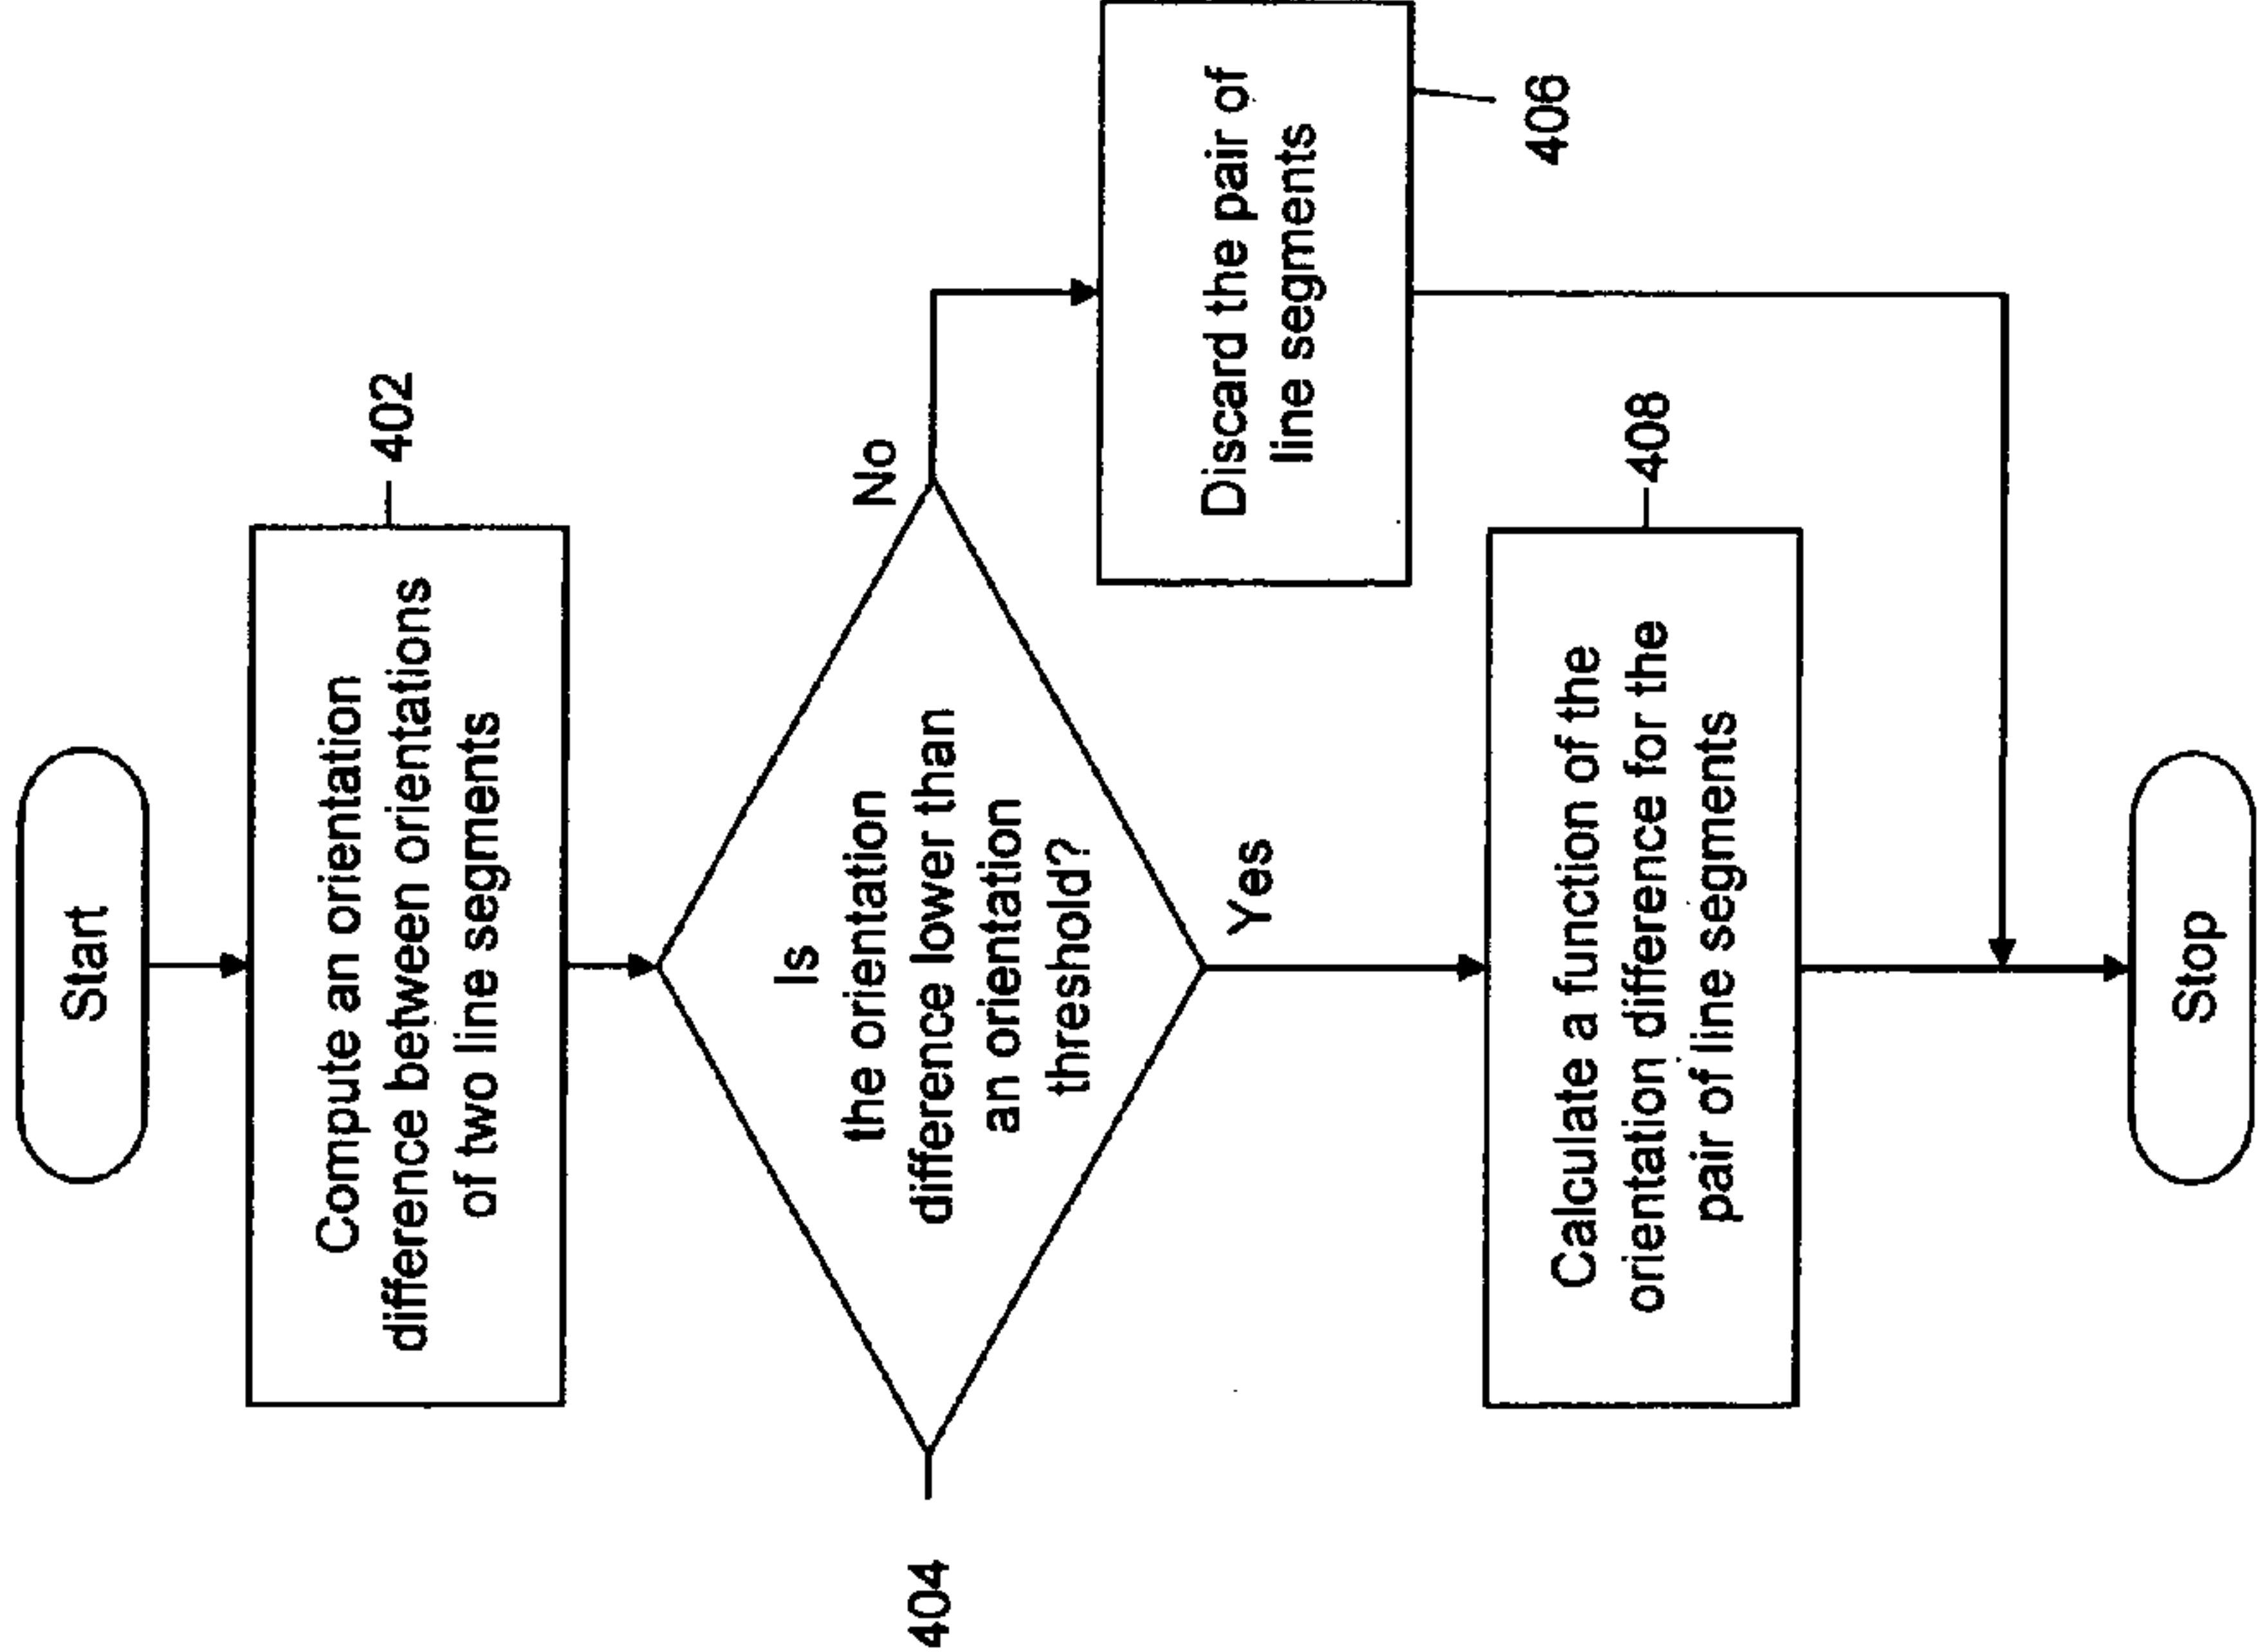 Start
Compute an orientation
difference between orientations
of two line segments
402
Is
the orientation
difference lower than
an orientation
threshold?
404
No
Discard the pair of
line segments
406
Yes
Calculate a function of the
orientation difference for the
pair of line segments
408
Stop